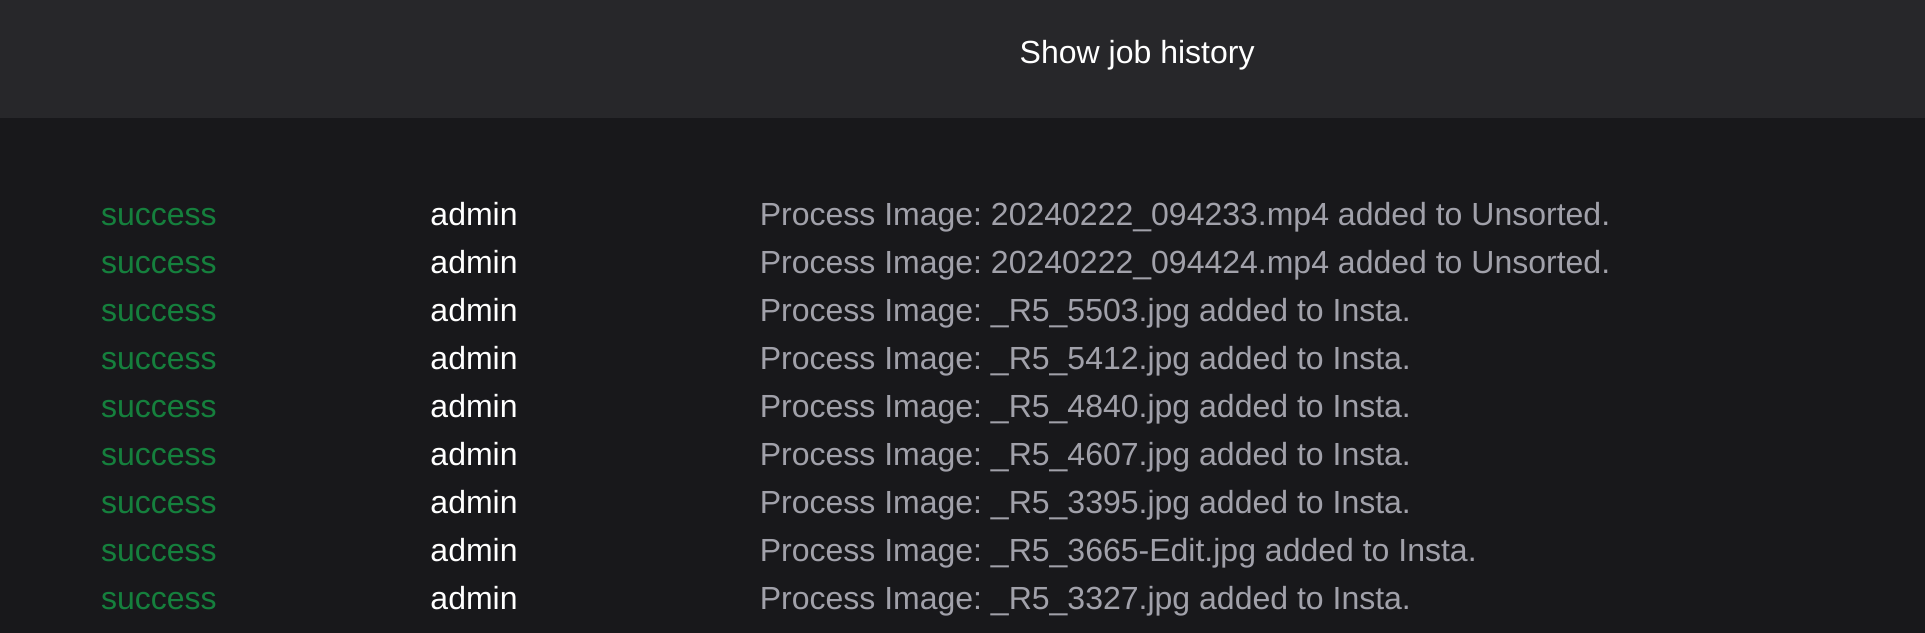 Show job history
success admin Process Image: 20240222_094233.mp4 added to Unsorted.
success admin Process Image: 20240222_094424.mp4 added to Unsorted.
success admin Process Image: _R5_5503.jpg added to Insta.
success admin Process Image: _R5_5412.jpg added to Insta.
success admin Process Image: _R5_4840.jpg added to Insta.
success admin Process Image: _R5_4607.jpg added to Insta.
success admin Process Image: _R5_3395.jpg added to Insta.
success admin Process Image: _R5_3665-Edit.jpg added to Insta.
success admin Process Image: _R5_3327.jpg added to Insta.